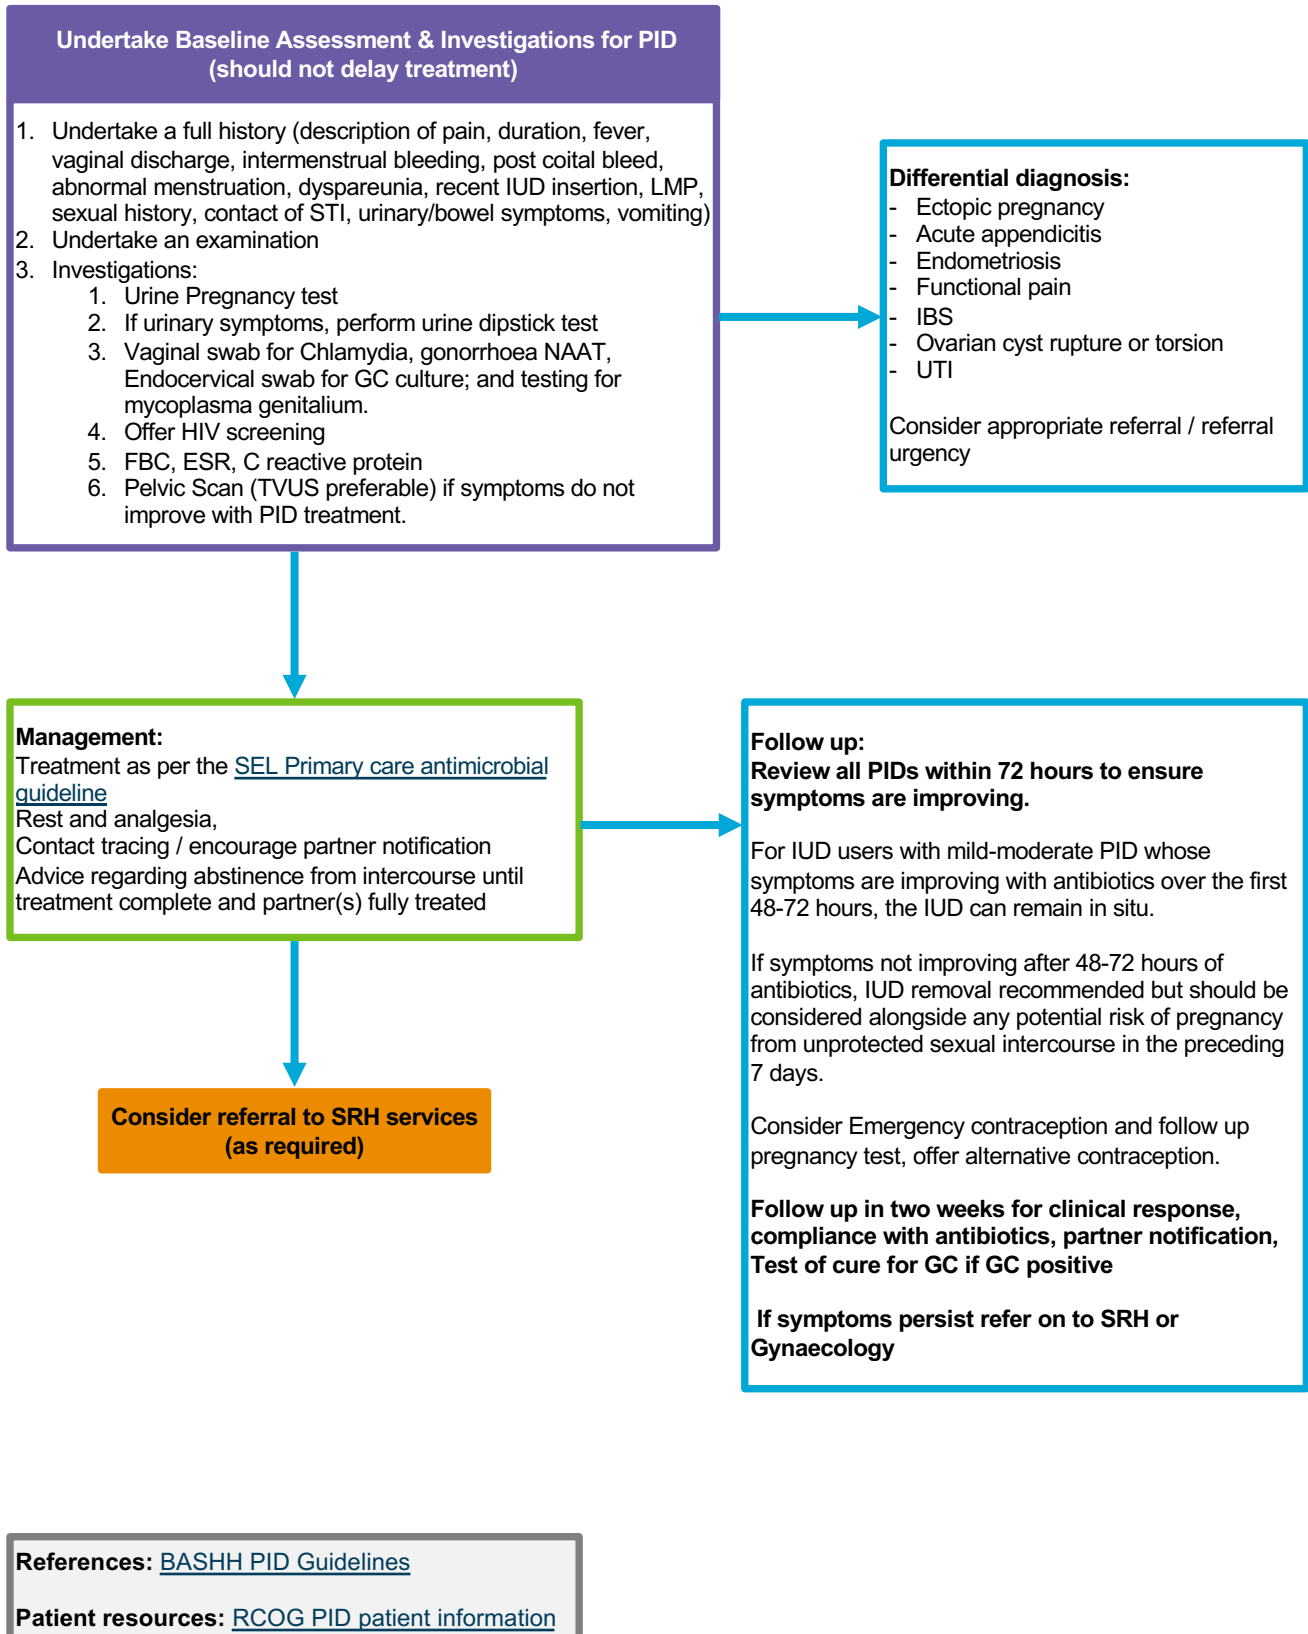 Undertake Baseline Assessment & Investigations for PID
(should not delay treatment)
1. Undertake a full history (description of pain, duration, fever,
vaginal discharge, intermenstrual bleeding, post coital bleed,
abnormal menstruation, dyspareunia, recent IUD insertion, LMP,
sexual history, contact of STI, urinary/bowel symptoms, vomiting)
2. Undertake an examination
3. Investigations:
1. Urine Pregnancy test
2. If urinary symptoms, perform urine dipstick test
3. Vaginal swab for Chlamydia, gonorrhoea NAAT,
Endocervical swab for GC culture; and testing for
mycoplasma genitalium.
4. Offer HIV screening
5. FBC, ESR, C reactive protein
6. Pelvic Scan (TVUS preferable) if symptoms do not
improve with PID treatment.
Differential diagnosis:
- Ectopic pregnancy
- Acute appendicitis
- Endometriosis
- Functional pain
- IBS
- Ovarian cyst rupture or torsion
- UTI
Consider appropriate referral / referral
urgency
Management:
Treatment as per the SEL Primary care antimicrobial
guideline
Rest and analgesia,
Contact tracing / encourage partner notification
Advice regarding abstinence from intercourse until
treatment complete and partner(s) fully treated
Follow up:
Review all PIDs within 72 hours to ensure
symptoms are improving.
For IUD users with mild-moderate PID whose
symptoms are improving with antibiotics over the first
48-72 hours, the IUD can remain in situ.
If symptoms not improving after 48-72 hours of
antibiotics, IUD removal recommended but should be
considered alongside any potential risk of pregnancy
from unprotected sexual intercourse in the preceding
7 days.
Consider Emergency contraception and follow up
pregnancy test, offer alternative contraception.
Follow up in two weeks for clinical response,
compliance with antibiotics, partner notification,
Test of cure for GC if GC positive
If symptoms persist refer on to SRH or
Gynaecology
Consider referral to SRH services
(as required)
References: BASHH PID Guidelines
Patient resources: RCOG PID patient information